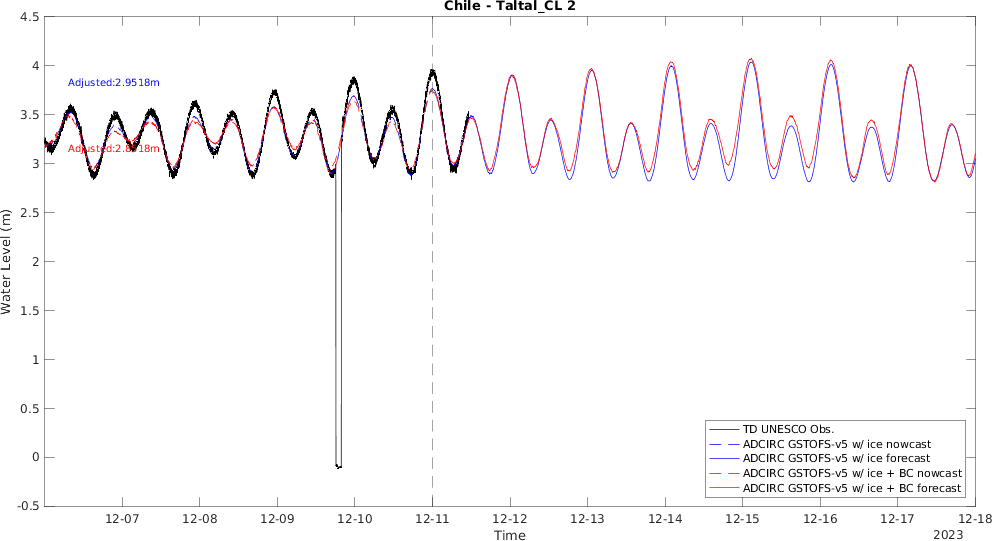 Chile - Taltal_CL 2
4.5
4
3.5
3
2.5
2
1.5
1
0.5
0
-0.5
Water Level (m)
Adjusted:2.9518m
TD UNESCO Obs.
ADCIRC GSTOFS-v5 w/ ice nowcast
ADCIRC GSTOFS-v5 w/ ice forecast
ADCIRC GSTOFS-v5 w/ ice + BC nowcast
ADCIRC GSTOFS-v5 w/ ice + BC forecast
12-07
12-08
12-09
12-10
12-11
12-12
12-13
12-14
12-15
12-16
12-17
12-18
Time
2023